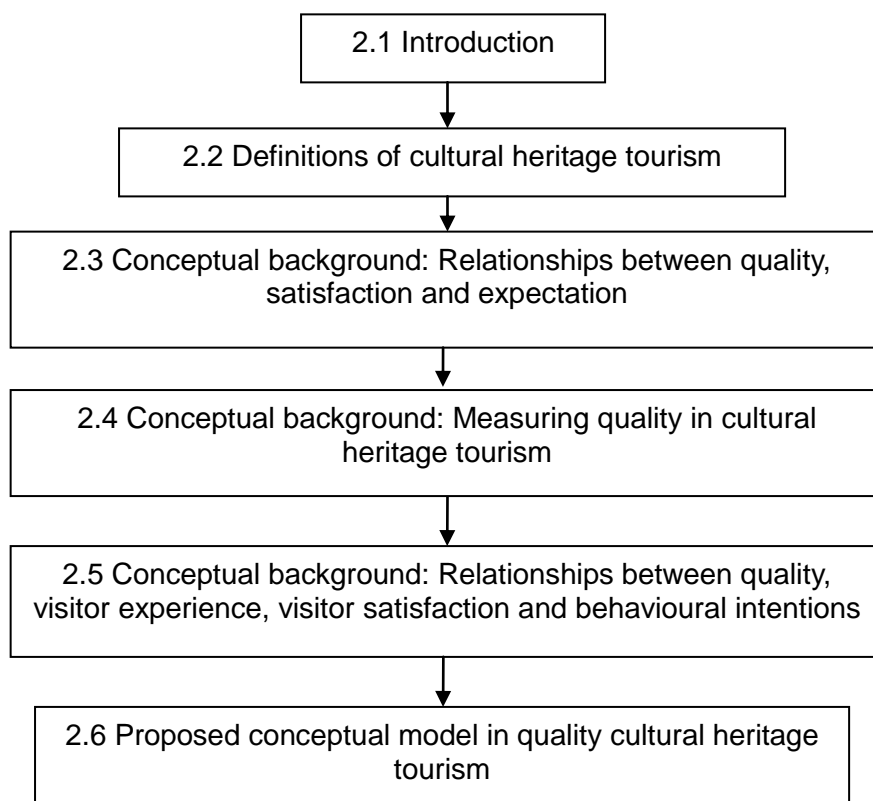 2.1 Introduction
2.2 Definitions of cultural heritage tourism
2.3 Conceptual background: Relationships between quality,
satisfaction and expectation
2.4 Conceptual background: Measuring quality in cultural
heritage tourism
2.5 Conceptual background: Relationships between quality,
visitor experience, visitor satisfaction and behavioural intentions
2.6 Proposed conceptual model in quality cultural heritage
tourism